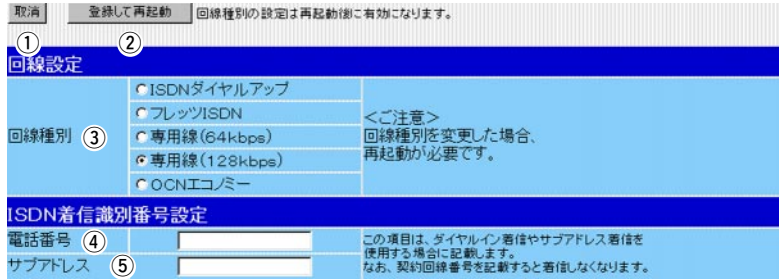 取消 登録して再起動 回線種別の設定は再起動後に有効になります。
① ②
回線設定
回線種別 ③
ISDNダイヤルアップ
フレッツISDN
専用線(64kbps)
専用線(128kbps)
OCNエコノミー
<ご注意>
回線種別を変更した場合、
再起動が必要です。
ISDN着信識別番号設定
電話番号 ④
サブアドレス ⑤
この項目は、ダイヤルイン着信やサブアドレス着信を
使用する場合に記載します。
なお、契約回線番号を記載すると着信しなくなります。